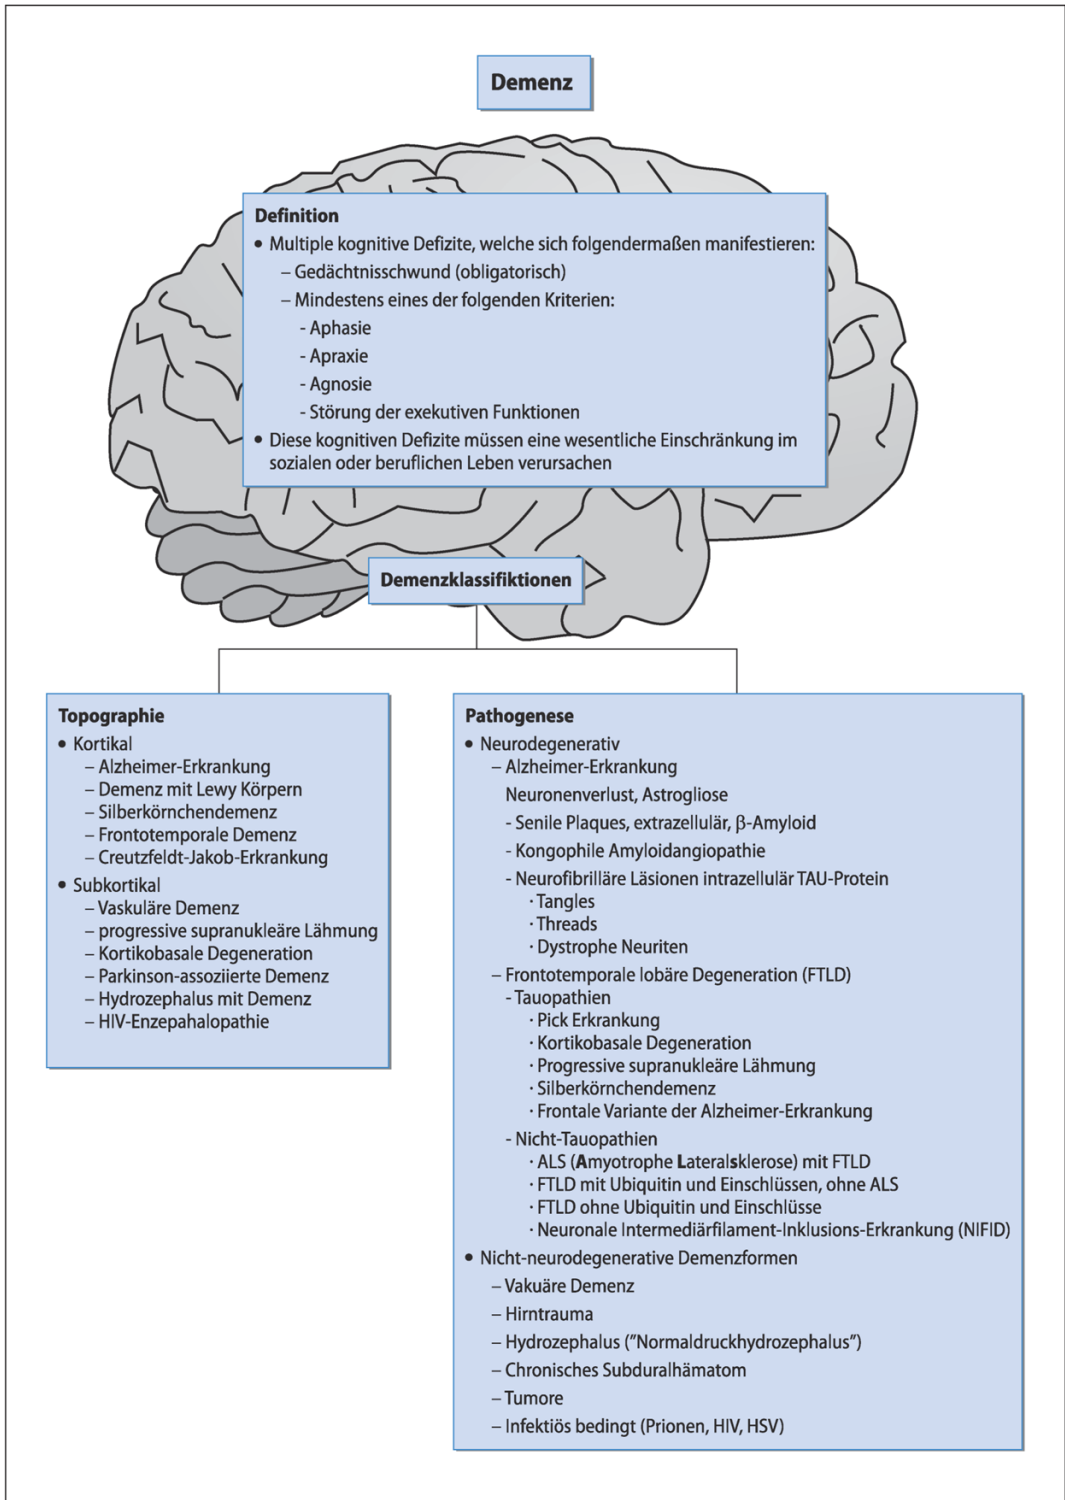 Demenz
Definition
• Multiple kognitive Defizite, welche sich folgendermaßen manifestieren:
– Gedächtnisschwund (obligatorisch)
– Mindestens eines der folgenden Kriterien:
- Aphasie
- Apraxie
- Agnosie
- Störung der exekutiven Funktionen
• Diese kognitiven Defizite müssen eine wesentliche Einschränkung im
sozialen oder beruflichen Leben verursachen
Demenzklassifiktionen
Topographie
• Kortikal
– Alzheimer-Erkrankung
– Demenz mit Lewy Körpern
– Silberkörnchendemenz
– Frontotemporale Demenz
– Creutzfeldt-Jakob-Erkrankung
• Subkortikal
– Vaskuläre Demenz
– progressive supranukleäre Lähmung
– Kortikobasale Degeneration
– Parkinson-assoziierte Demenz
– Hydrozephalus mit Demenz
– HIV-Enzepahalopathie
Pathogenese
• Neurodegenerativ
– Alzheimer-Erkrankung
Neuronenverlust, Astrogliose
- Senile Plaques, extrazellulär, β-Amyloid
- Kongophile Amyloidangiopathie
- Neurofibrilläre Läsionen intrazellulär TAU-Protein
· Tangles
· Threads
· Dystrophe Neuriten
– Frontotemporale lobäre Degeneration (FTLD)
- Tauopathien
· Pick Erkrankung
· Kortikobasale Degeneration
· Progressive supranukleäre Lähmung
· Silberkörnchendemenz
· Frontale Variante der Alzheimer-Erkrankung
- Nicht-Tauopathien
· ALS (Amyotrophe Lateralsklerose) mit FTLD
· FTLD mit Ubiquitin und Einschlüssen, ohne ALS
· FTLD ohne Ubiquitin und Einschlüsse
· Neuronale Intermediärfilament-Inklusions-Erkrankung (NIFID)
• Nicht-neurodegenerative Demenzformen
– Vakuäre Demenz
– Hirntrauma
– Hydrozephalus ("Normaldruckhydrozephalus")
– Chronisches Subduralhämatom
– Tumore
– Infektiös bedingt (Prionen, HIV, HSV)